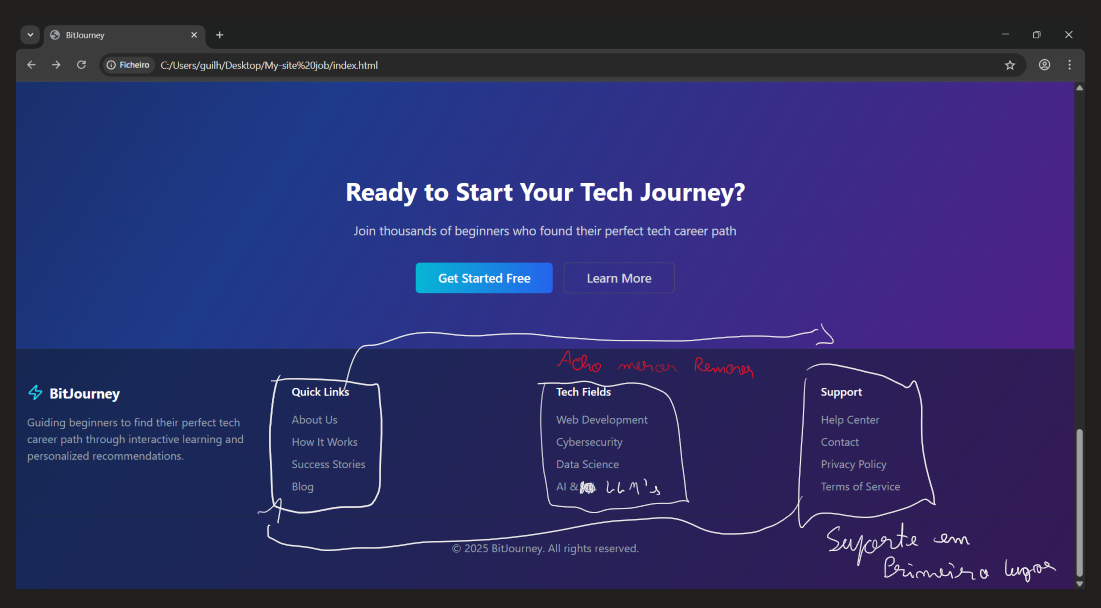 BitJourney
Ficheiro C:/Users/guilh/Desktop/My-site%20job/index.html
Ready to Start Your Tech Journey?
Join thousands of beginners who found their perfect tech career path
Get Started Free
Learn More
Acho Remover
BitJourney
Guiding beginners to find their perfect tech
career path through interactive learning and
personalized recommendations.
Quick Links
About Us
How It Works
Success Stories
Blog
Tech Fields
Web Development
Cybersecurity
Data Science
AI & LLM's
Support
Help Center
Contact
Privacy Policy
Terms of Service
Suporte em
Primeiro lugar
© 2025 BitJourney. All rights reserved.